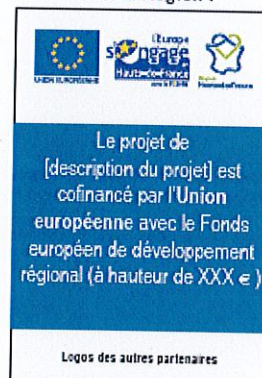 L'Europe
s'engage
Hauts-de-France
UNION EUROPÉENNE
Le projet de
[description du projet] est
cofinancé par l'Union
européenne avec le Fonds
européen de développement
régional (à hauteur de XXX € )
Logos des autres partenaires